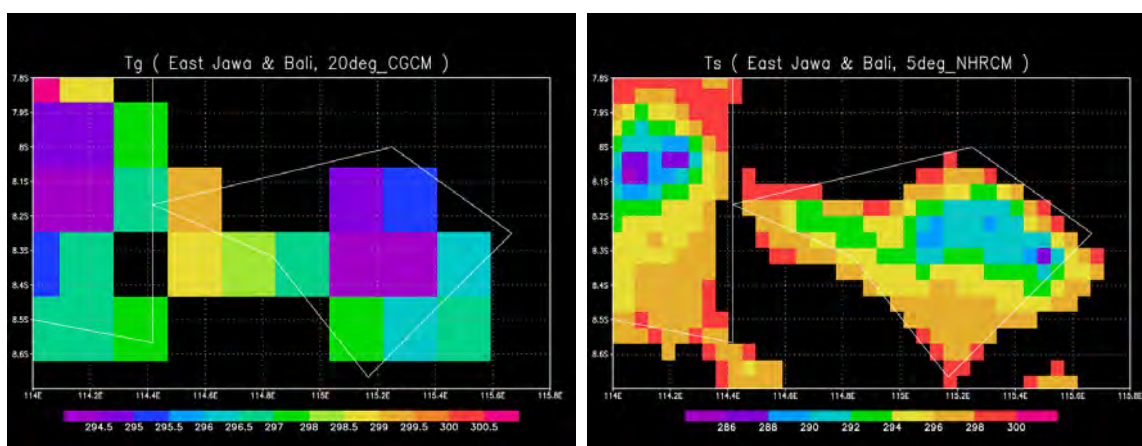 Tg ( East Jawa & Bali, 20deg_CGCM )
7.8S
7.9S
8S
8.1S
8.2S
8.3S
8.4S
8.5S
8.6S
114E 114.2E 114.4E 114.6E 114.8E 115E 115.2E 115.4E 115.6E 115.8E
294.5 295 295.5 296 296.5 297 298 298.5 299 299.5 300 300.5
Ts ( East Jawa & Bali, 5deg_NHRCM )
7.8S
7.9S
8S
8.1S
8.2S
8.3S
8.4S
8.5S
8.6S
114E 114.2E 114.4E 114.6E 114.8E 115E 115.2E 115.4E 115.6E 115.8E
286 288 290 292 294 296 298 300